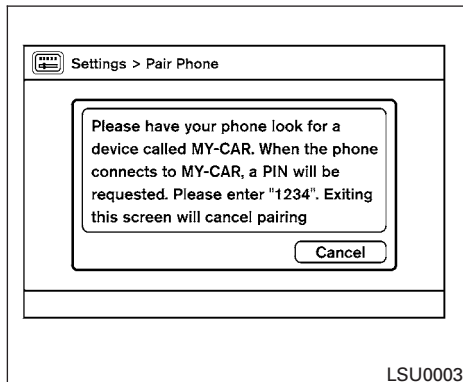 Settings > Pair Phone
Please have your phone look for a
device called MY-CAR. When the phone
connects to MY-CAR, a PIN will be
requested. Please enter "1234". Exiting
this screen will cancel pairing
Cancel
LSU0003